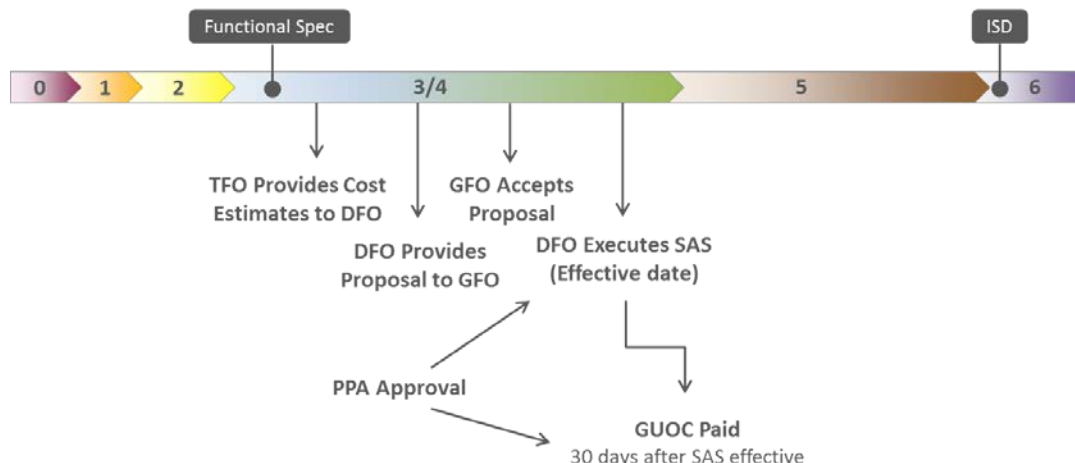 Functional Spec
ISD
0
1
2
3/4
5
6
TFO Provides Cost
Estimates to DFO
GFO Accepts
Proposal
DFO Provides
Proposal to GFO
DFO Executes SAS
(Effective date)
PPA Approval
GUOC Paid
30 days after SAS effective